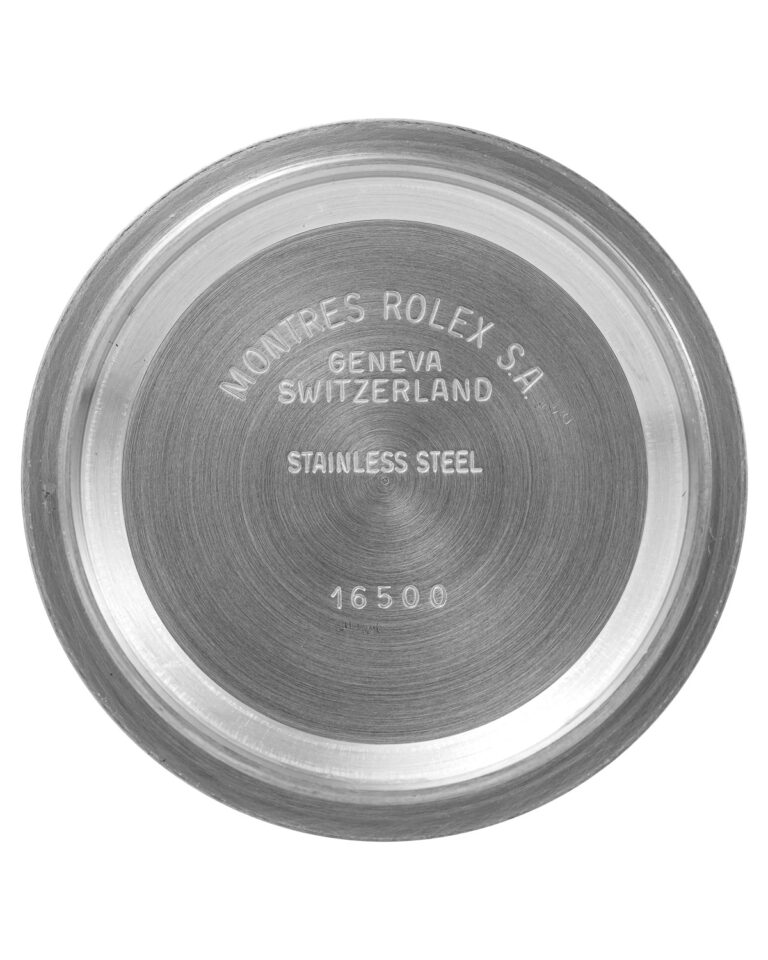 MONTRES ROLEX S.A.
GENEVA
SWITZERLAND
STAINLESS STEEL
16500